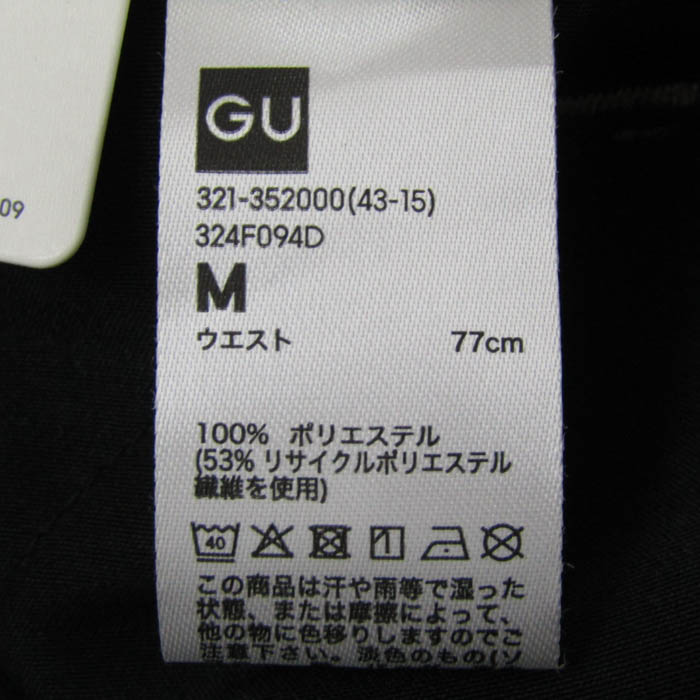 GU
09
321-352000(43-15)
324F094D
M
ウエスト 77cm
100% ポリエステル
(53% リサイクルポリエステル
繊維を使用)
40
この商品は汗や雨等で湿った
状態、または摩擦によって、
他の物に色移りしますのでご
注意下さい。淡色のもの(ソ